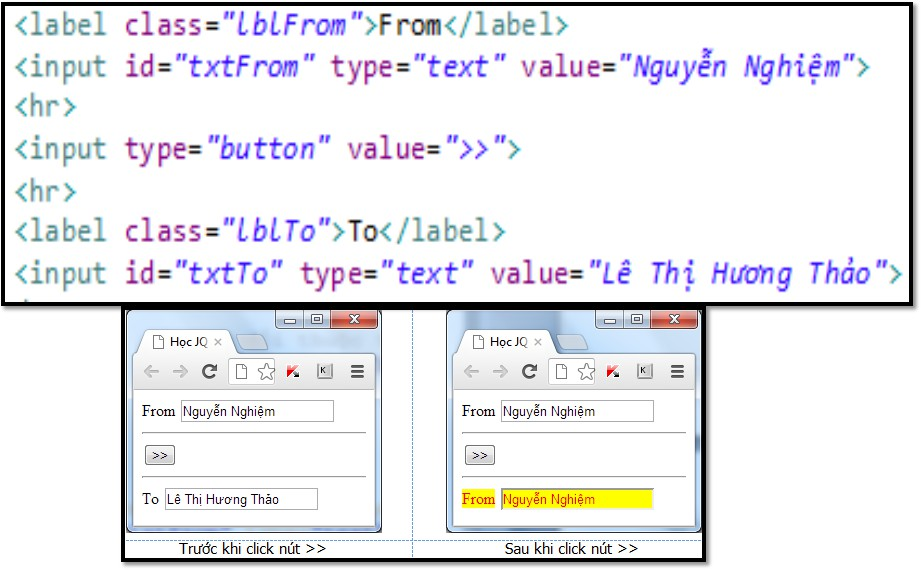 <label class="lblFrom">From</label>
<input id="txtFrom" type="text" value="Nguyễn Nghiệm">
<hr>
<input type="button" value=">>">
<hr>
<label class="lblTo">To</label>
<input id="txtTo" type="text" value="Lê Thị Hương Thảo">
Học JQ
From Nguyễn Nghiệm
>>
To Lê Thị Hương Thảo
Trước khi click nút >>
Học JQ
From Nguyễn Nghiệm
>>
From Nguyễn Nghiệm
Sau khi click nút >>